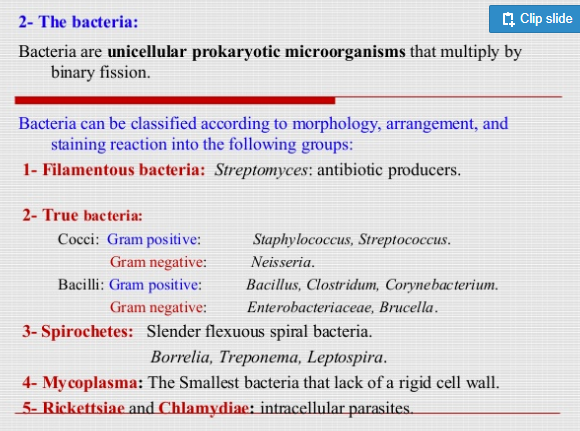 2- The bacteria:
Clip slide
Bacteria are unicellular prokaryotic microorganisms that multiply by
binary fission.
Bacteria can be classified according to morphology, arrangement, and
staining reaction into the following groups:
1- Filamentous bacteria: Streptomyces: antibiotic producers.
2- True bacteria:
Cocci: Gram positive: Staphylococcus, Streptococcus.
Gram negative: Neisseria.
Bacilli: Gram positive: Bacillus, Clostridum, Corynebacterium.
Gram negative: Enterobacteriaceae, Brucella.
3- Spirochetes: Slender flexuous spiral bacteria.
Borrelia, Treponema, Leptospira.
4- Mycoplasma: The Smallest bacteria that lack of a rigid cell wall.
5- Rickettsiae and Chlamydiae: intracellular parasites.